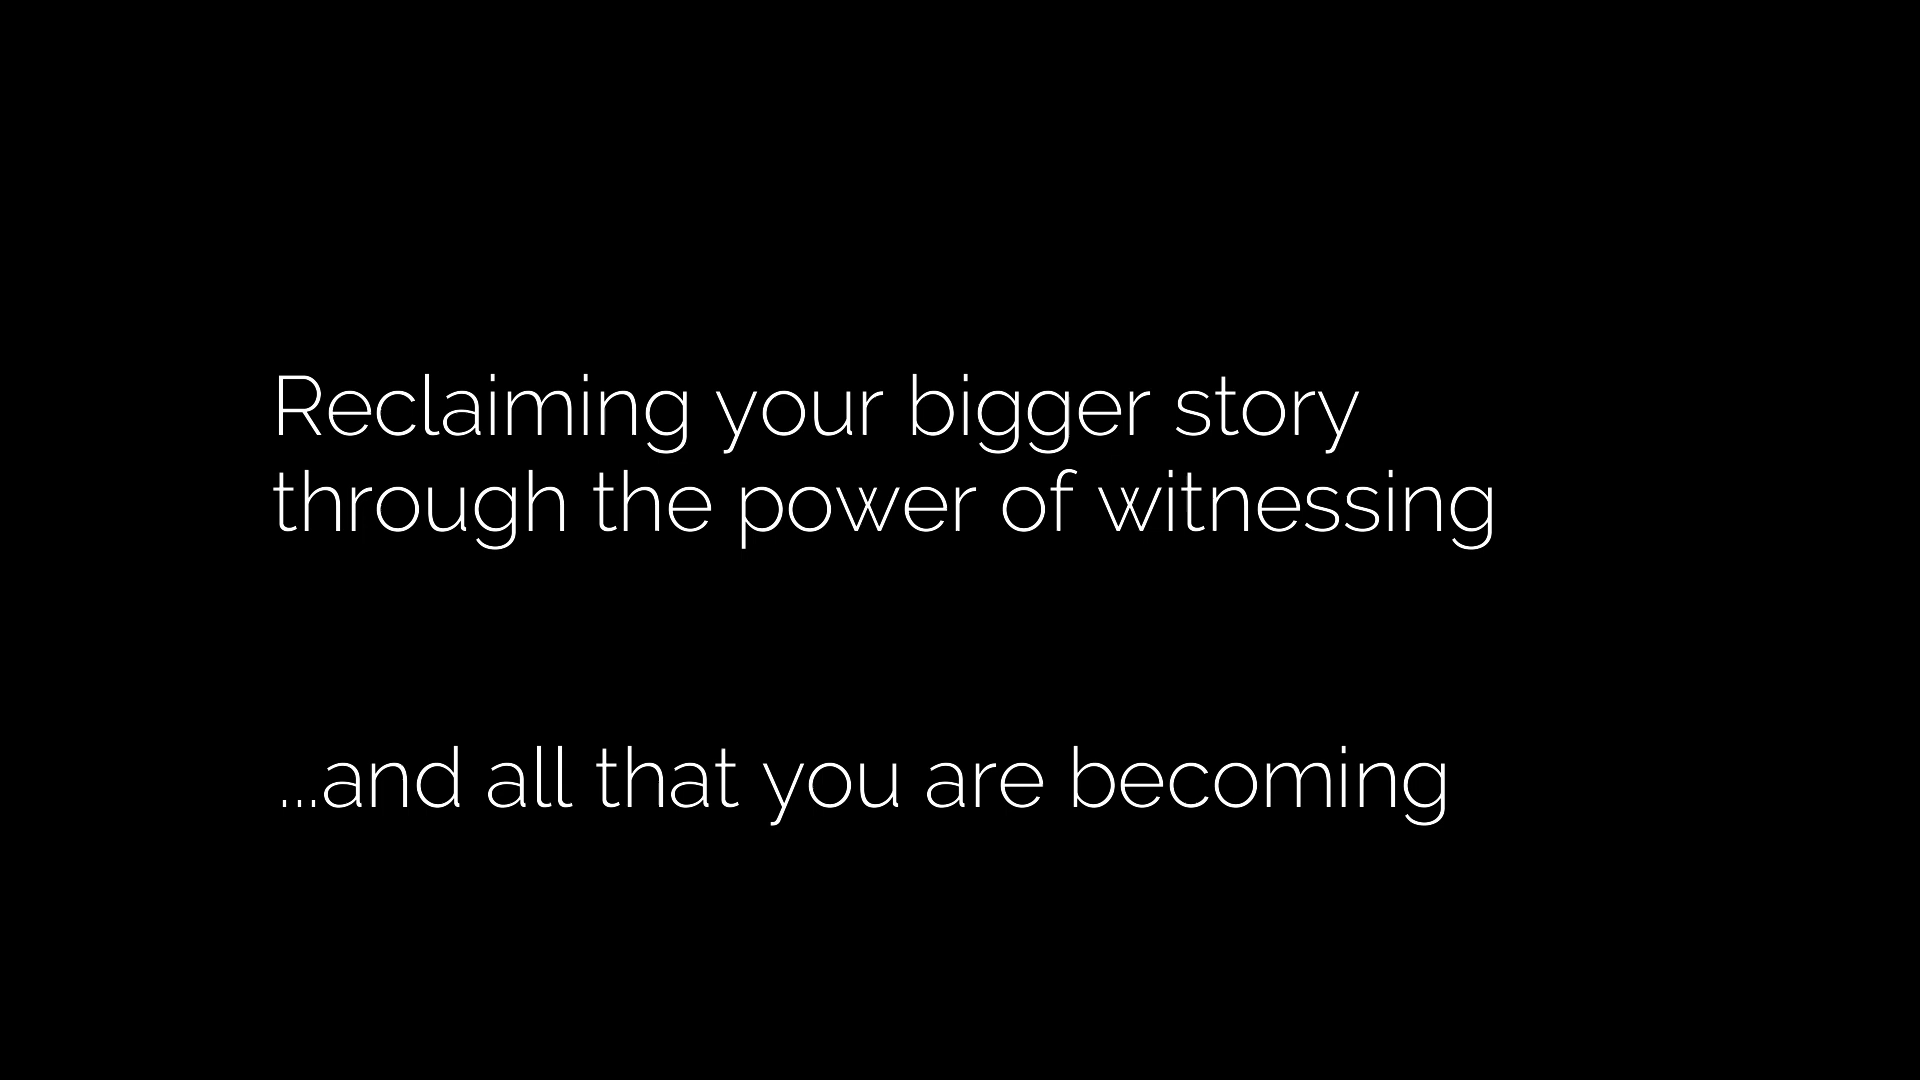 Reclaiming your bigger story
through the power of witnessing
...and all that you are becoming